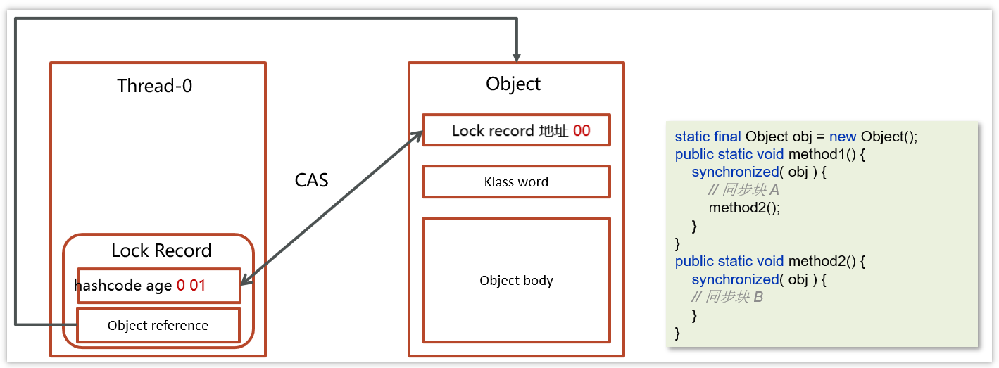 Thread-0
Lock Record
hashcode age 0 01
Object reference
CAS
Object
Lock record 地址 00
Klass word
Object body
static final Object obj = new Object();
public static void method1() {
synchronized( obj ) {
// 同步块 A
method2();
}
}
public static void method2() {
synchronized( obj ) {
// 同步块 B
}
}